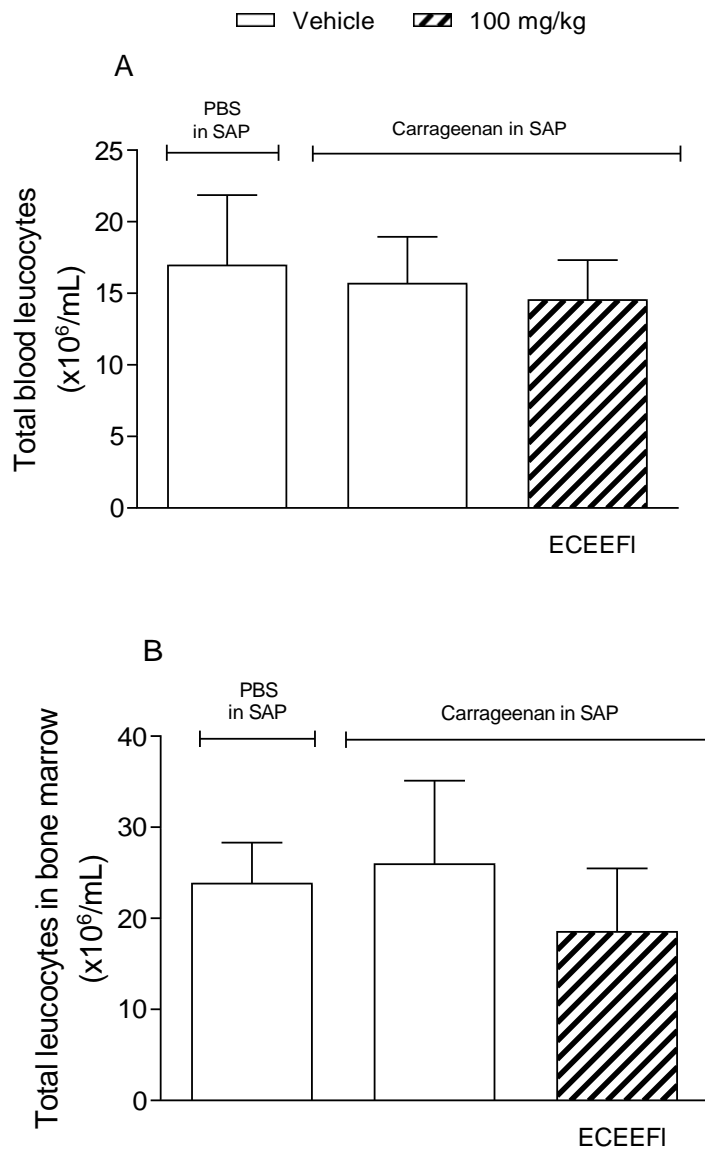 Vehicle 100 mg/kg
A
PBS
in SAP
Carrageenan in SAP
Total blood leucocytes
(x10⁶/mL)
25
20
15
10
5
0
ECEEFl
B
PBS
in SAP
Carrageenan in SAP
Total leucocytes in bone marrow
(x10⁶/mL)
40
30
20
10
0
ECEEFl